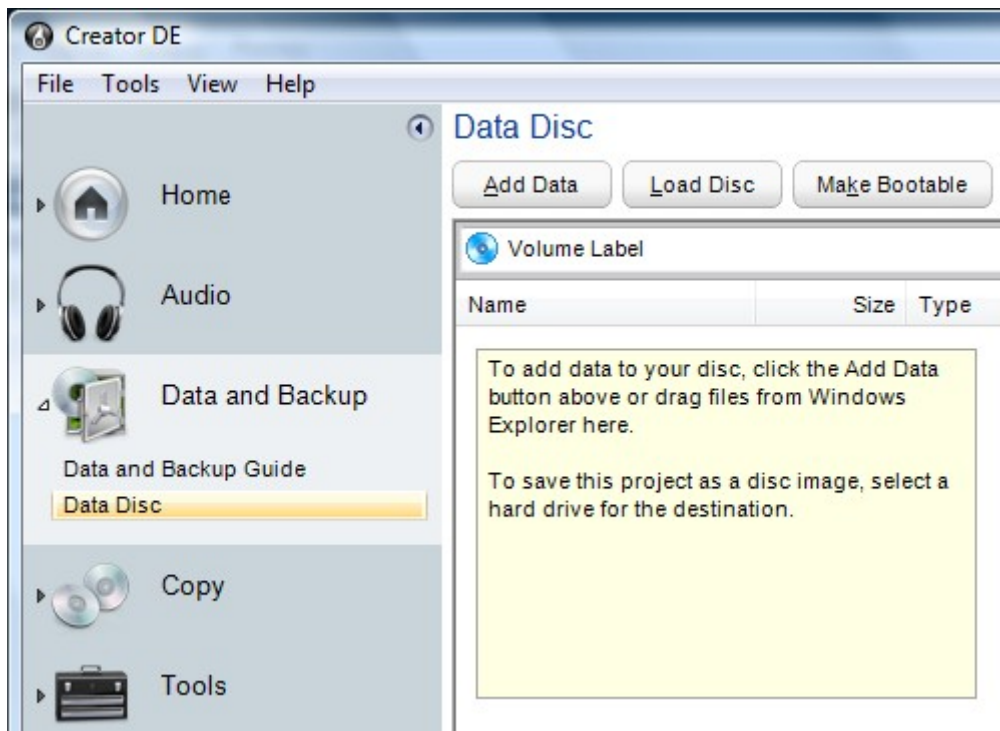 Creator DE
File Tools View Help
Data Disc
Add Data Load Disc Make Bootable
Volume Label
Name Size Type
To add data to your disc, click the Add Data
button above or drag files from Windows
Explorer here.
To save this project as a disc image, select a
hard drive for the destination.
Home
Audio
Data and Backup
Data and Backup Guide
Data Disc
Copy
Tools